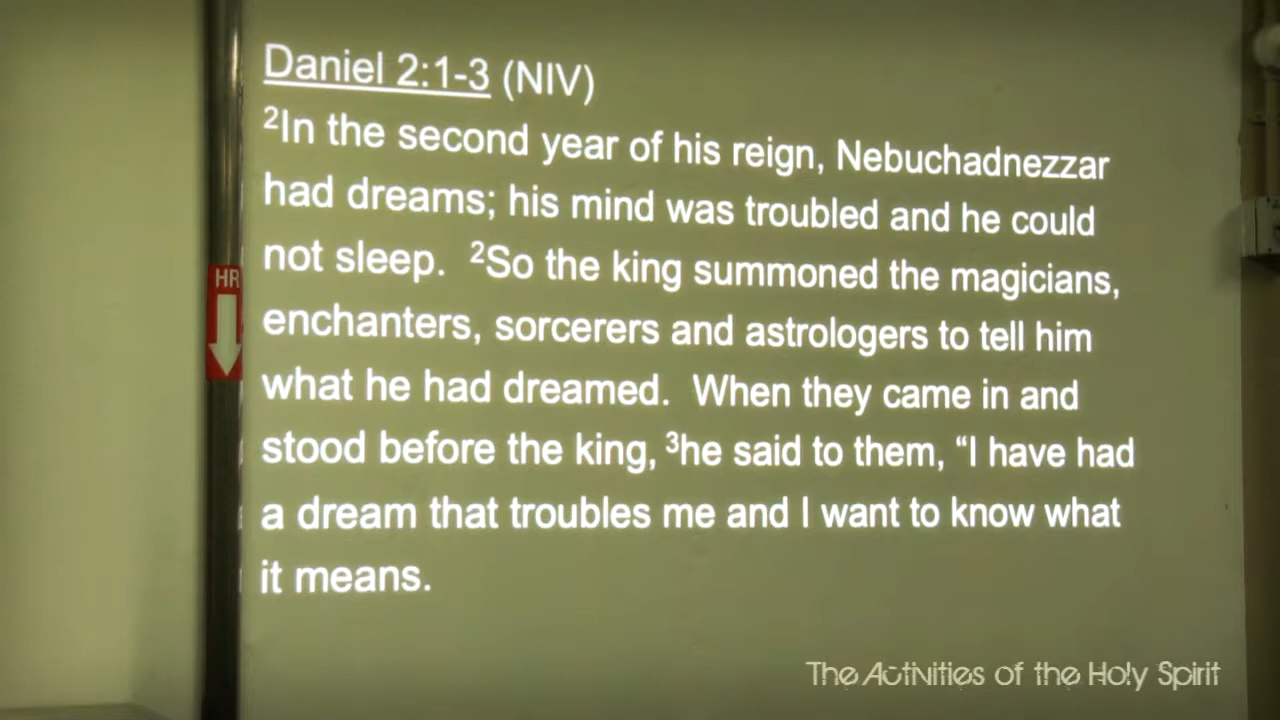 Daniel 2:1-3 (NIV)
²In the second year of his reign, Nebuchadnezzar
had dreams; his mind was troubled and he could
not sleep. ²So the king summoned the magicians,
enchanters, sorcerers and astrologers to tell him
what he had dreamed. When they came in and
stood before the king, ³he said to them, “I have had
a dream that troubles me and I want to know what
it means.
HR
The Activities of the Holy Spirit